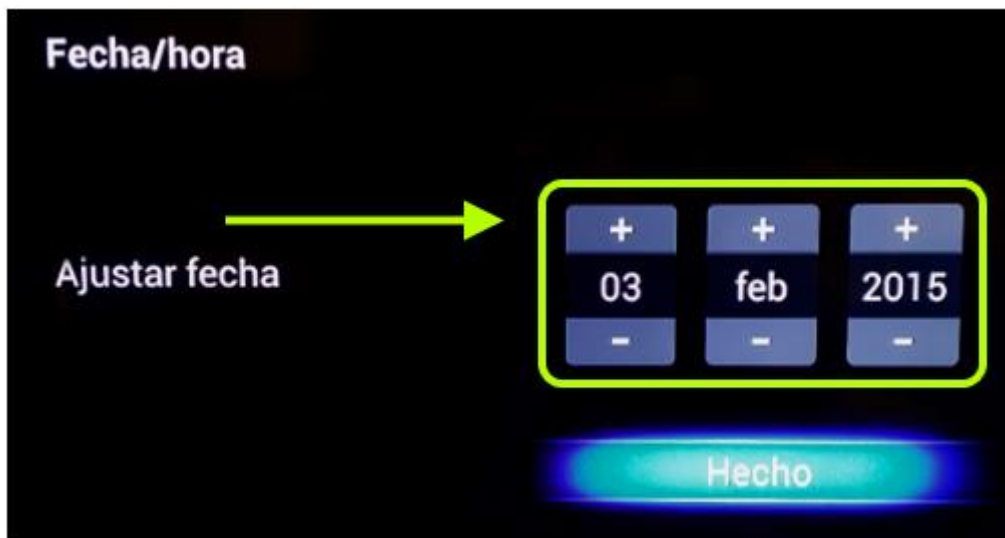 Fecha/hora
+ + +
Ajustar fecha
03 feb 2015
- - -
Hecho